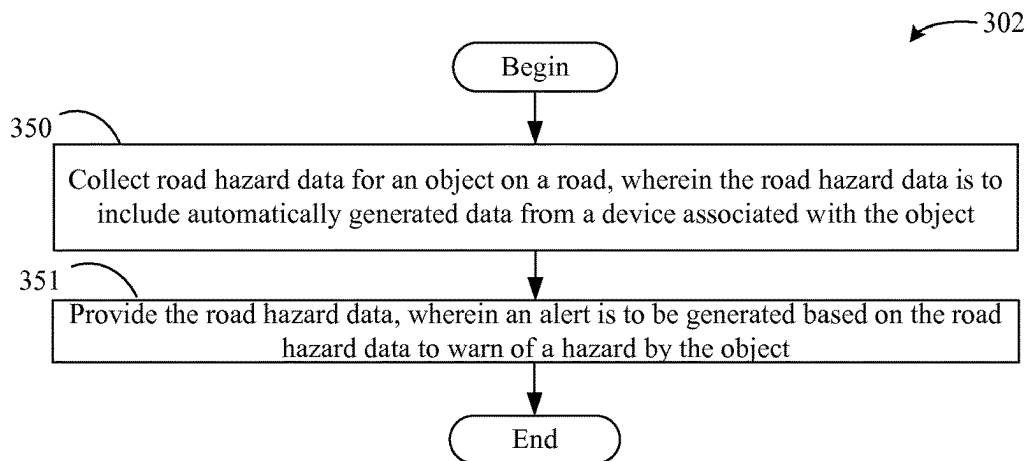 302
Begin
350
Collect road hazard data for an object on a road, wherein the road hazard data is to
include automatically generated data from a device associated with the object
351
Provide the road hazard data, wherein an alert is to be generated based on the road
hazard data to warn of a hazard by the object
End